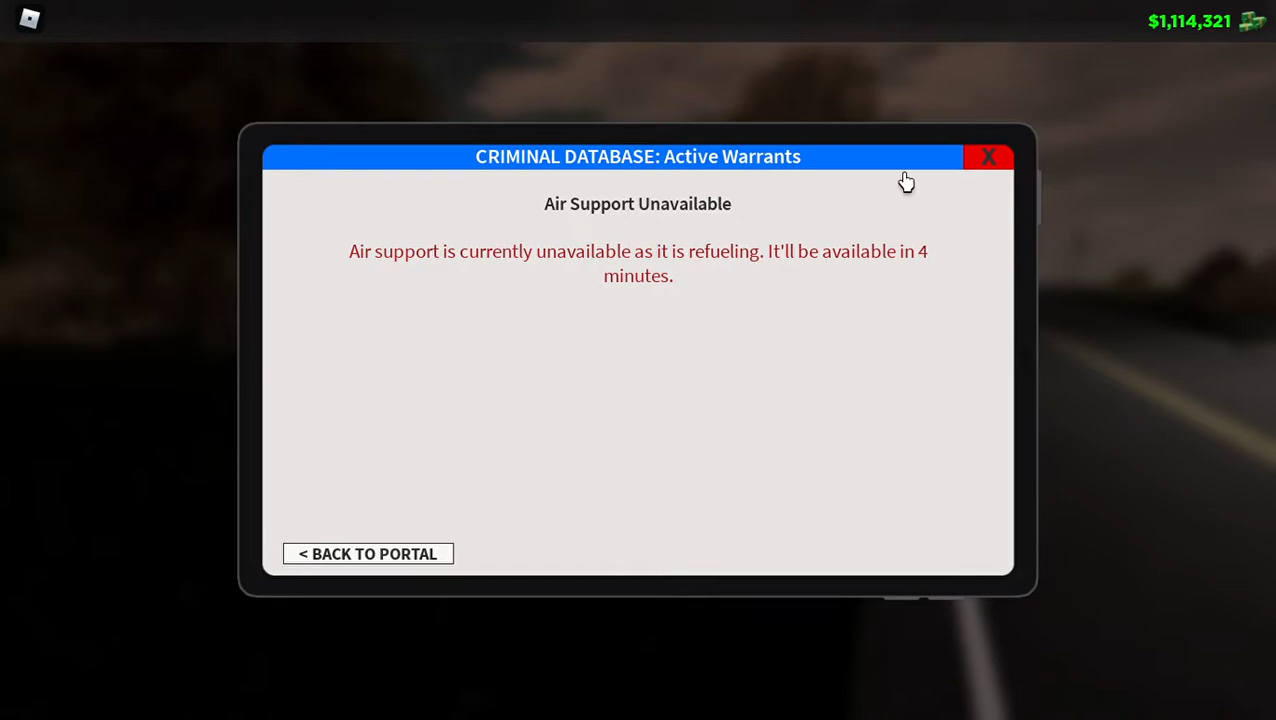 $1,114,321
CRIMINAL DATABASE: Active Warrants
X
Air Support Unavailable
Air support is currently unavailable as it is refueling. It'll be available in 4
minutes.
< BACK TO PORTAL